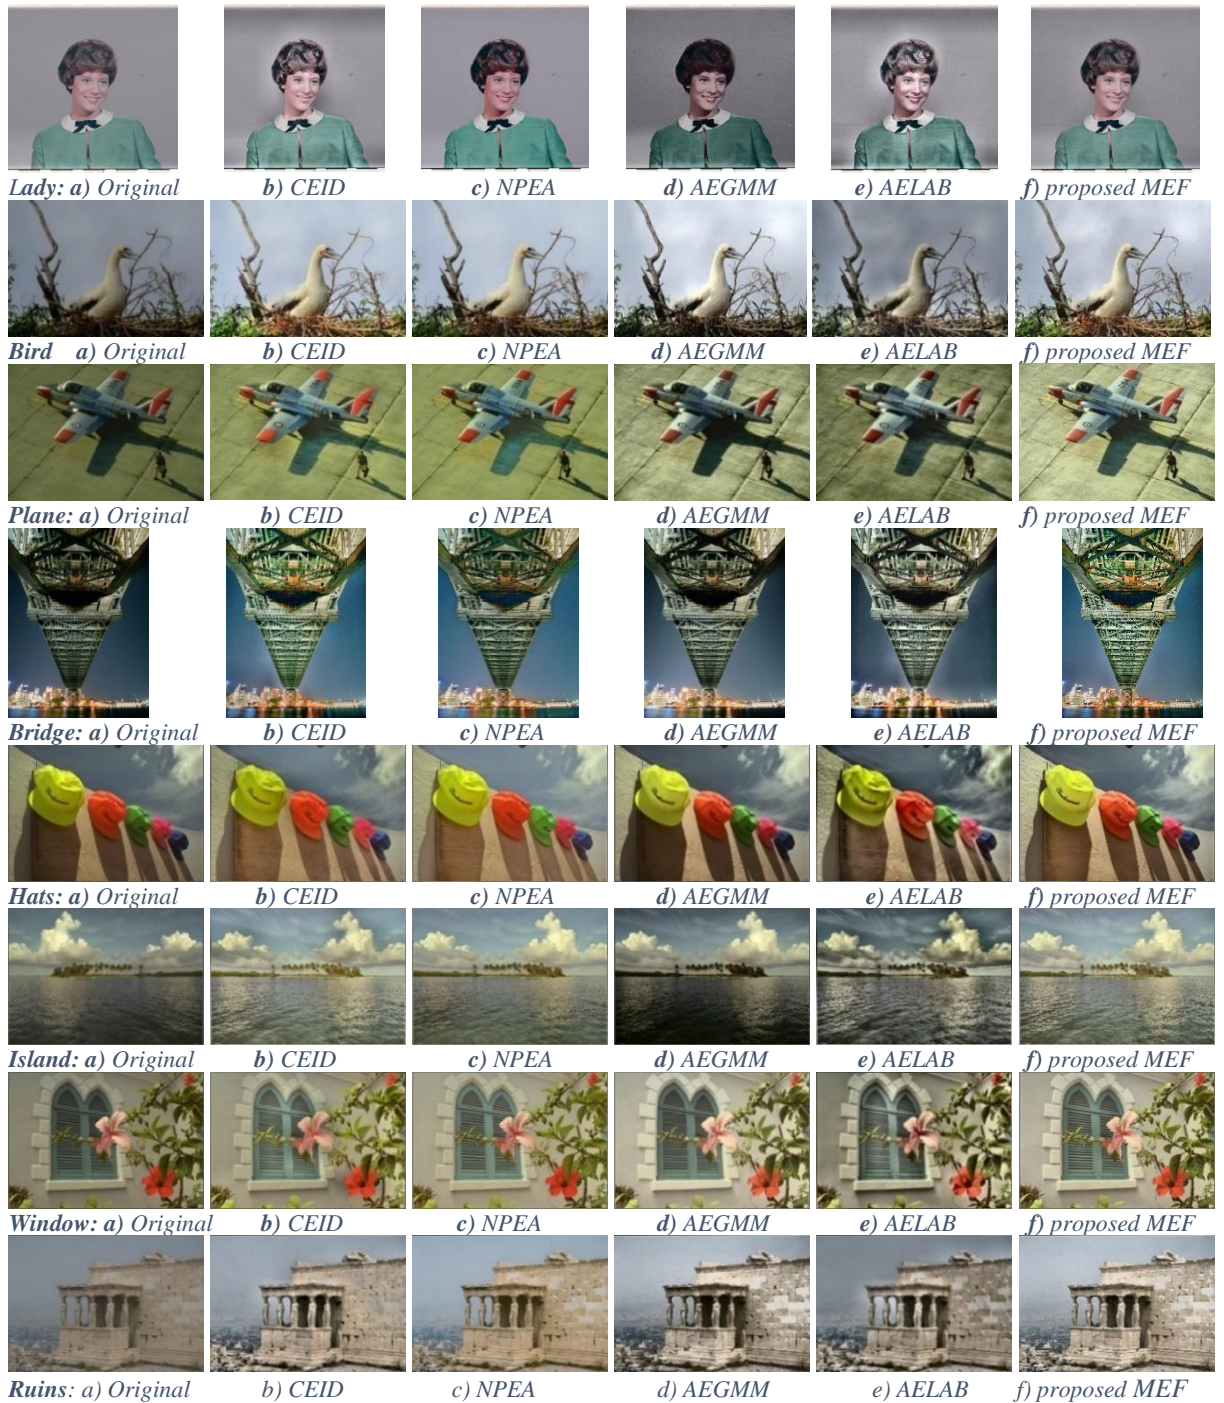 Lady: a) Original b) CEID c) NPEA d) AEGMM e) AELAB f) proposed MEF
Bird a) Original b) CEID c) NPEA d) AEGMM e) AELAB f) proposed MEF
Plane: a) Original b) CEID c) NPEA d) AEGMM e) AELAB f) proposed MEF
Bridge: a) Original b) CEID c) NPEA d) AEGMM e) AELAB f) proposed MEF
Hats: a) Original b) CEID c) NPEA d) AEGMM e) AELAB f) proposed MEF
Island: a) Original b) CEID c) NPEA d) AEGMM e) AELAB f) proposed MEF
Window: a) Original b) CEID c) NPEA d) AEGMM e) AELAB f) proposed MEF
Ruins: a) Original b) CEID c) NPEA d) AEGMM e) AELAB f) proposed MEF